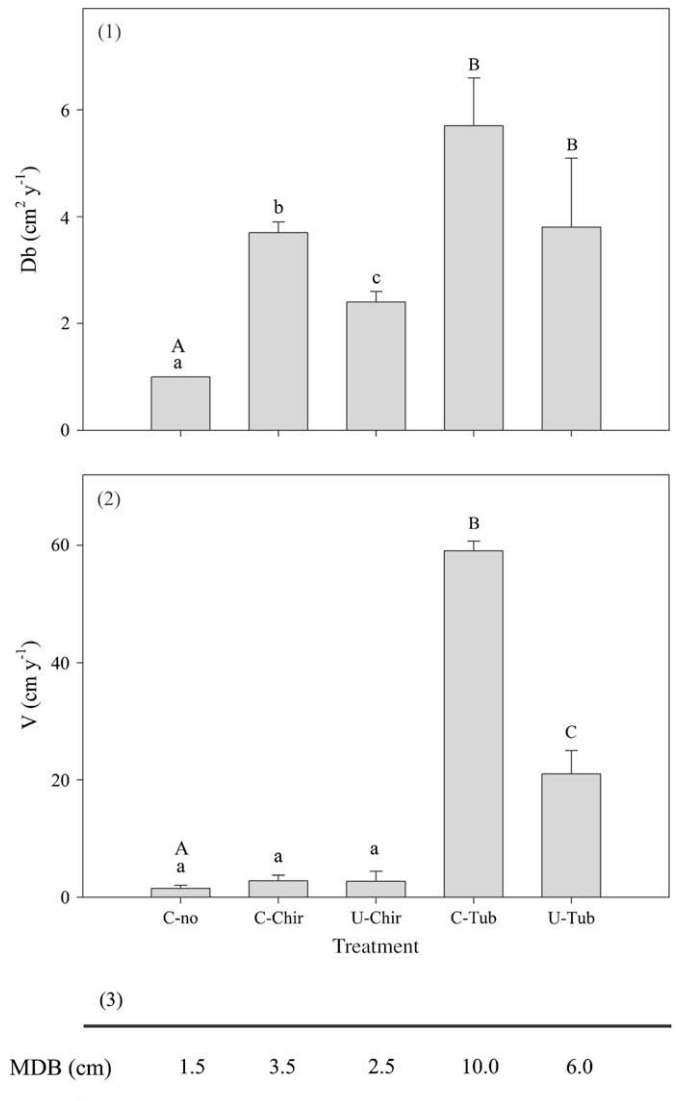 (1)
B
6
B
b
4
c
2
A
a
0
Db (cm² y⁻¹)
(2)
B
60
40
C
20
A
a
a
a
0
V (cm y⁻¹)
C-no C-Chir U-Chir C-Tub U-Tub
Treatment
(3)
MDB (cm) 1.5 3.5 2.5 10.0 6.0